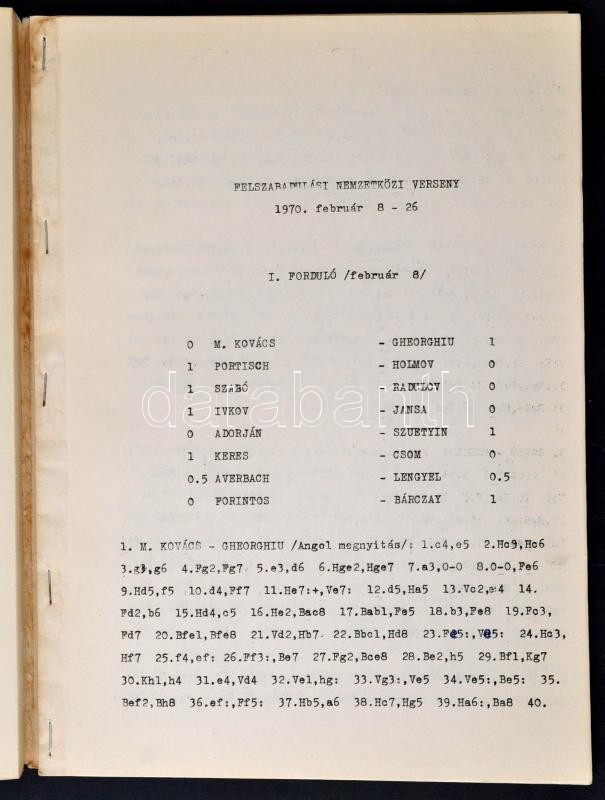 FELSZABADULÁSI NEMZETKÖZI VERSENY
1970. február 8 - 26
I. FORDULÓ /február 8/
0 M. KOVÁCS - GHEORGHIU 1
1 PORTISCH - HOLMOV 0
1 SZABÓ - RADULOV 0
1 IVKOV - JANSA 0
0 ADORJÁN - SZUETYIN 1
1 KERES - CSOM 0
0.5 AVERBACH - LENGYEL 0.5
0 FORINTOS - BÁRCZAY 1
darabanth
1. M. KOVÁCS - GHEORGHIU /Angol megnyitás/: 1.c4,e5 2.Hc3,Hc6
3.g3,g6 4.Fg2,Fg7 5.e3,d6 6.Hge2,Hge7 7.a3,0-0 8.0-0,Fe6
9.Hd5,f5 10.d4,Ff7 11.He7:+,Ve7: 12.d5,Ha5 13.Vc2,e4 14.
Fd2,b6 15.Hd4,c5 16.He2,Bac8 17.Bab1,Fe5 18.b3,Fe8 19.Fc3,
Fd7 20.Bfe1,Bfe8 21.Vd2,Hb7 22.Bbc1,Hd8 23.Fe5:,Ve5: 24.Hc3,
Hf7 25.f4,ef: 26.Ff3:,Be7 27.Fg2,Bce8 28.Be2,h5 29.Bf1,Kg7
30.Kh1,h4 31.e4,Vd4 32.Ve1,hg: 33.Vg3:,Ve5 34.Ve5:,Be5: 35.
Bef2,Bh8 36.ef:,Ff5: 37.Hb5,a6 38.Hc7,Hg5 39.Ha6:,Ba8 40.